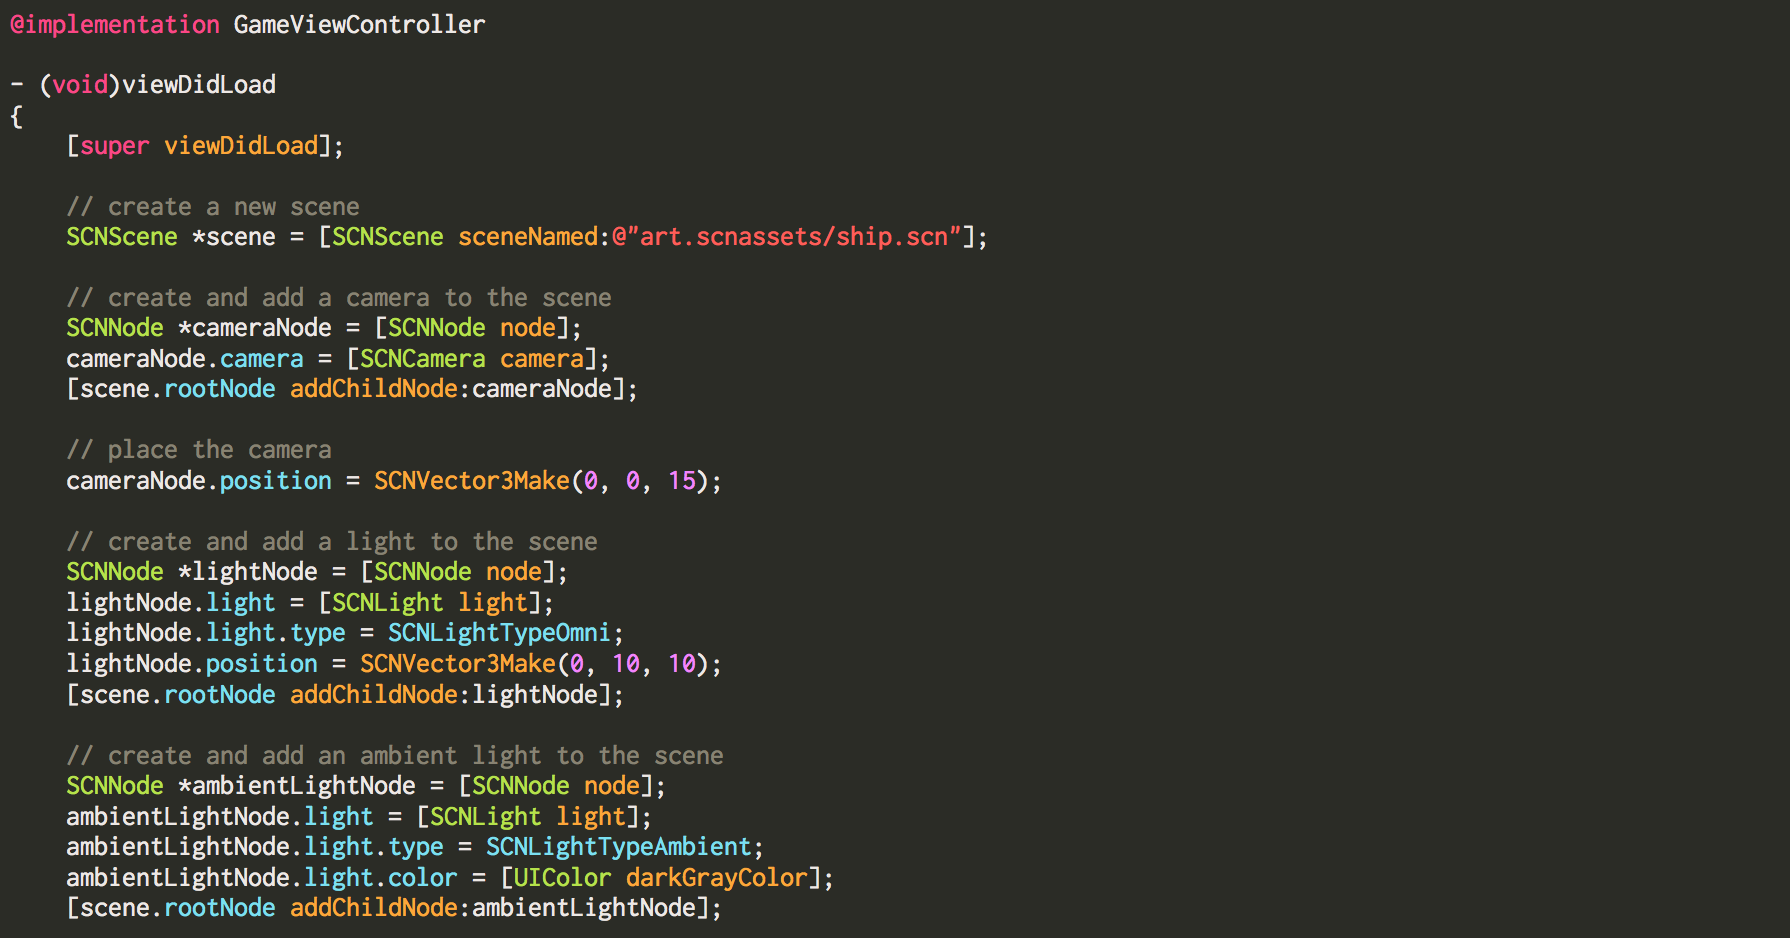 @implementation GameViewController
- (void)viewDidLoad
{
[super viewDidLoad];
// create a new scene
SCNScene *scene = [SCNScene sceneNamed:@"art.scnassets/ship.scn"];
// create and add a camera to the scene
SCNNode *cameraNode = [SCNNode node];
cameraNode.camera = [SCNCamera camera];
[scene.rootNode addChildNode:cameraNode];
// place the camera
cameraNode.position = SCNVector3Make(0, 0, 15);
// create and add a light to the scene
SCNNode *lightNode = [SCNNode node];
lightNode.light = [SCNLight light];
lightNode.light.type = SCNLightTypeOmni;
lightNode.position = SCNVector3Make(0, 10, 10);
[scene.rootNode addChildNode:lightNode];
// create and add an ambient light to the scene
SCNNode *ambientLightNode = [SCNNode node];
ambientLightNode.light = [SCNLight light];
ambientLightNode.light.type = SCNLightTypeAmbient;
ambientLightNode.light.color = [UIColor darkGrayColor];
[scene.rootNode addChildNode:ambientLightNode];